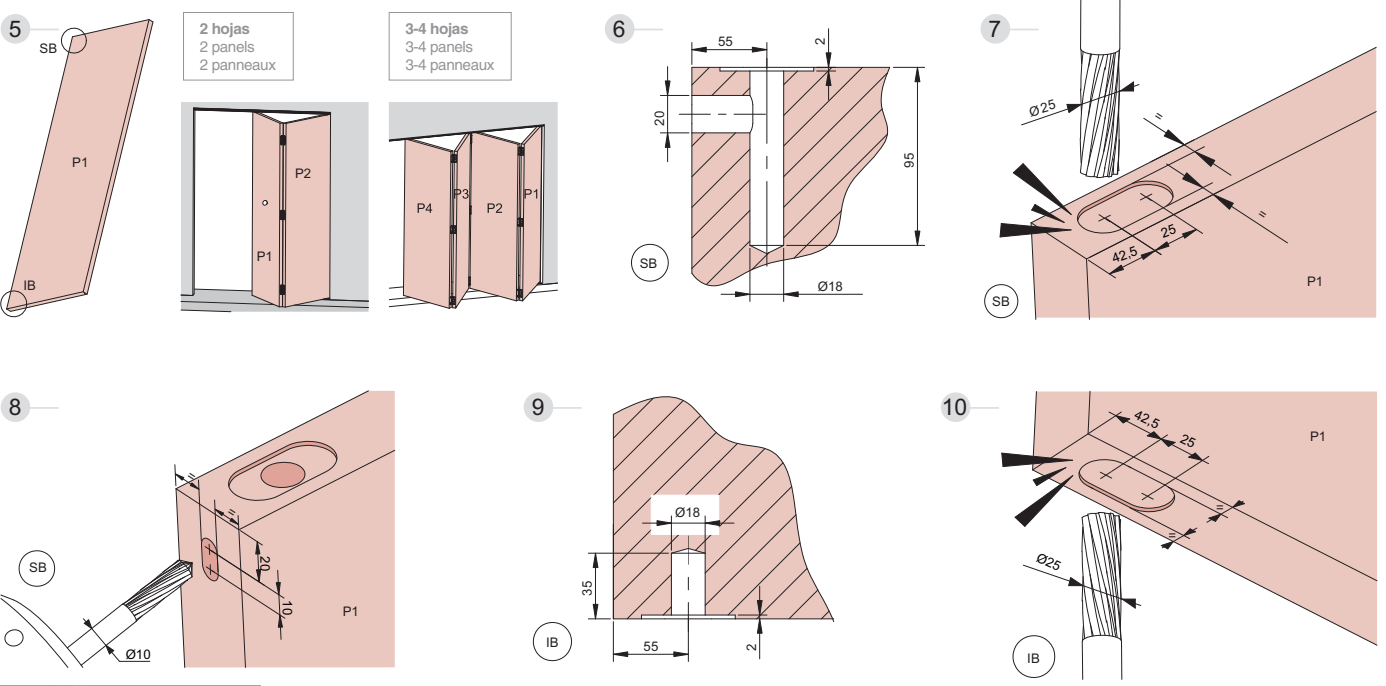 5
SB
P1
IB
2 hojas
2 panels
2 panneaux
P2
P1
3-4 hojas
3-4 panels
3-4 panneaux
P4
P3
P2
P1
6
55
2
20
95
Ø18
SB
7
Ø25
=
=
42,5
25
P1
SB
8
=
=
20
10
SB
P1
Ø10
9
Ø18
35
55
2
IB
10
42,5
25
P1
=
=
Ø25
IB